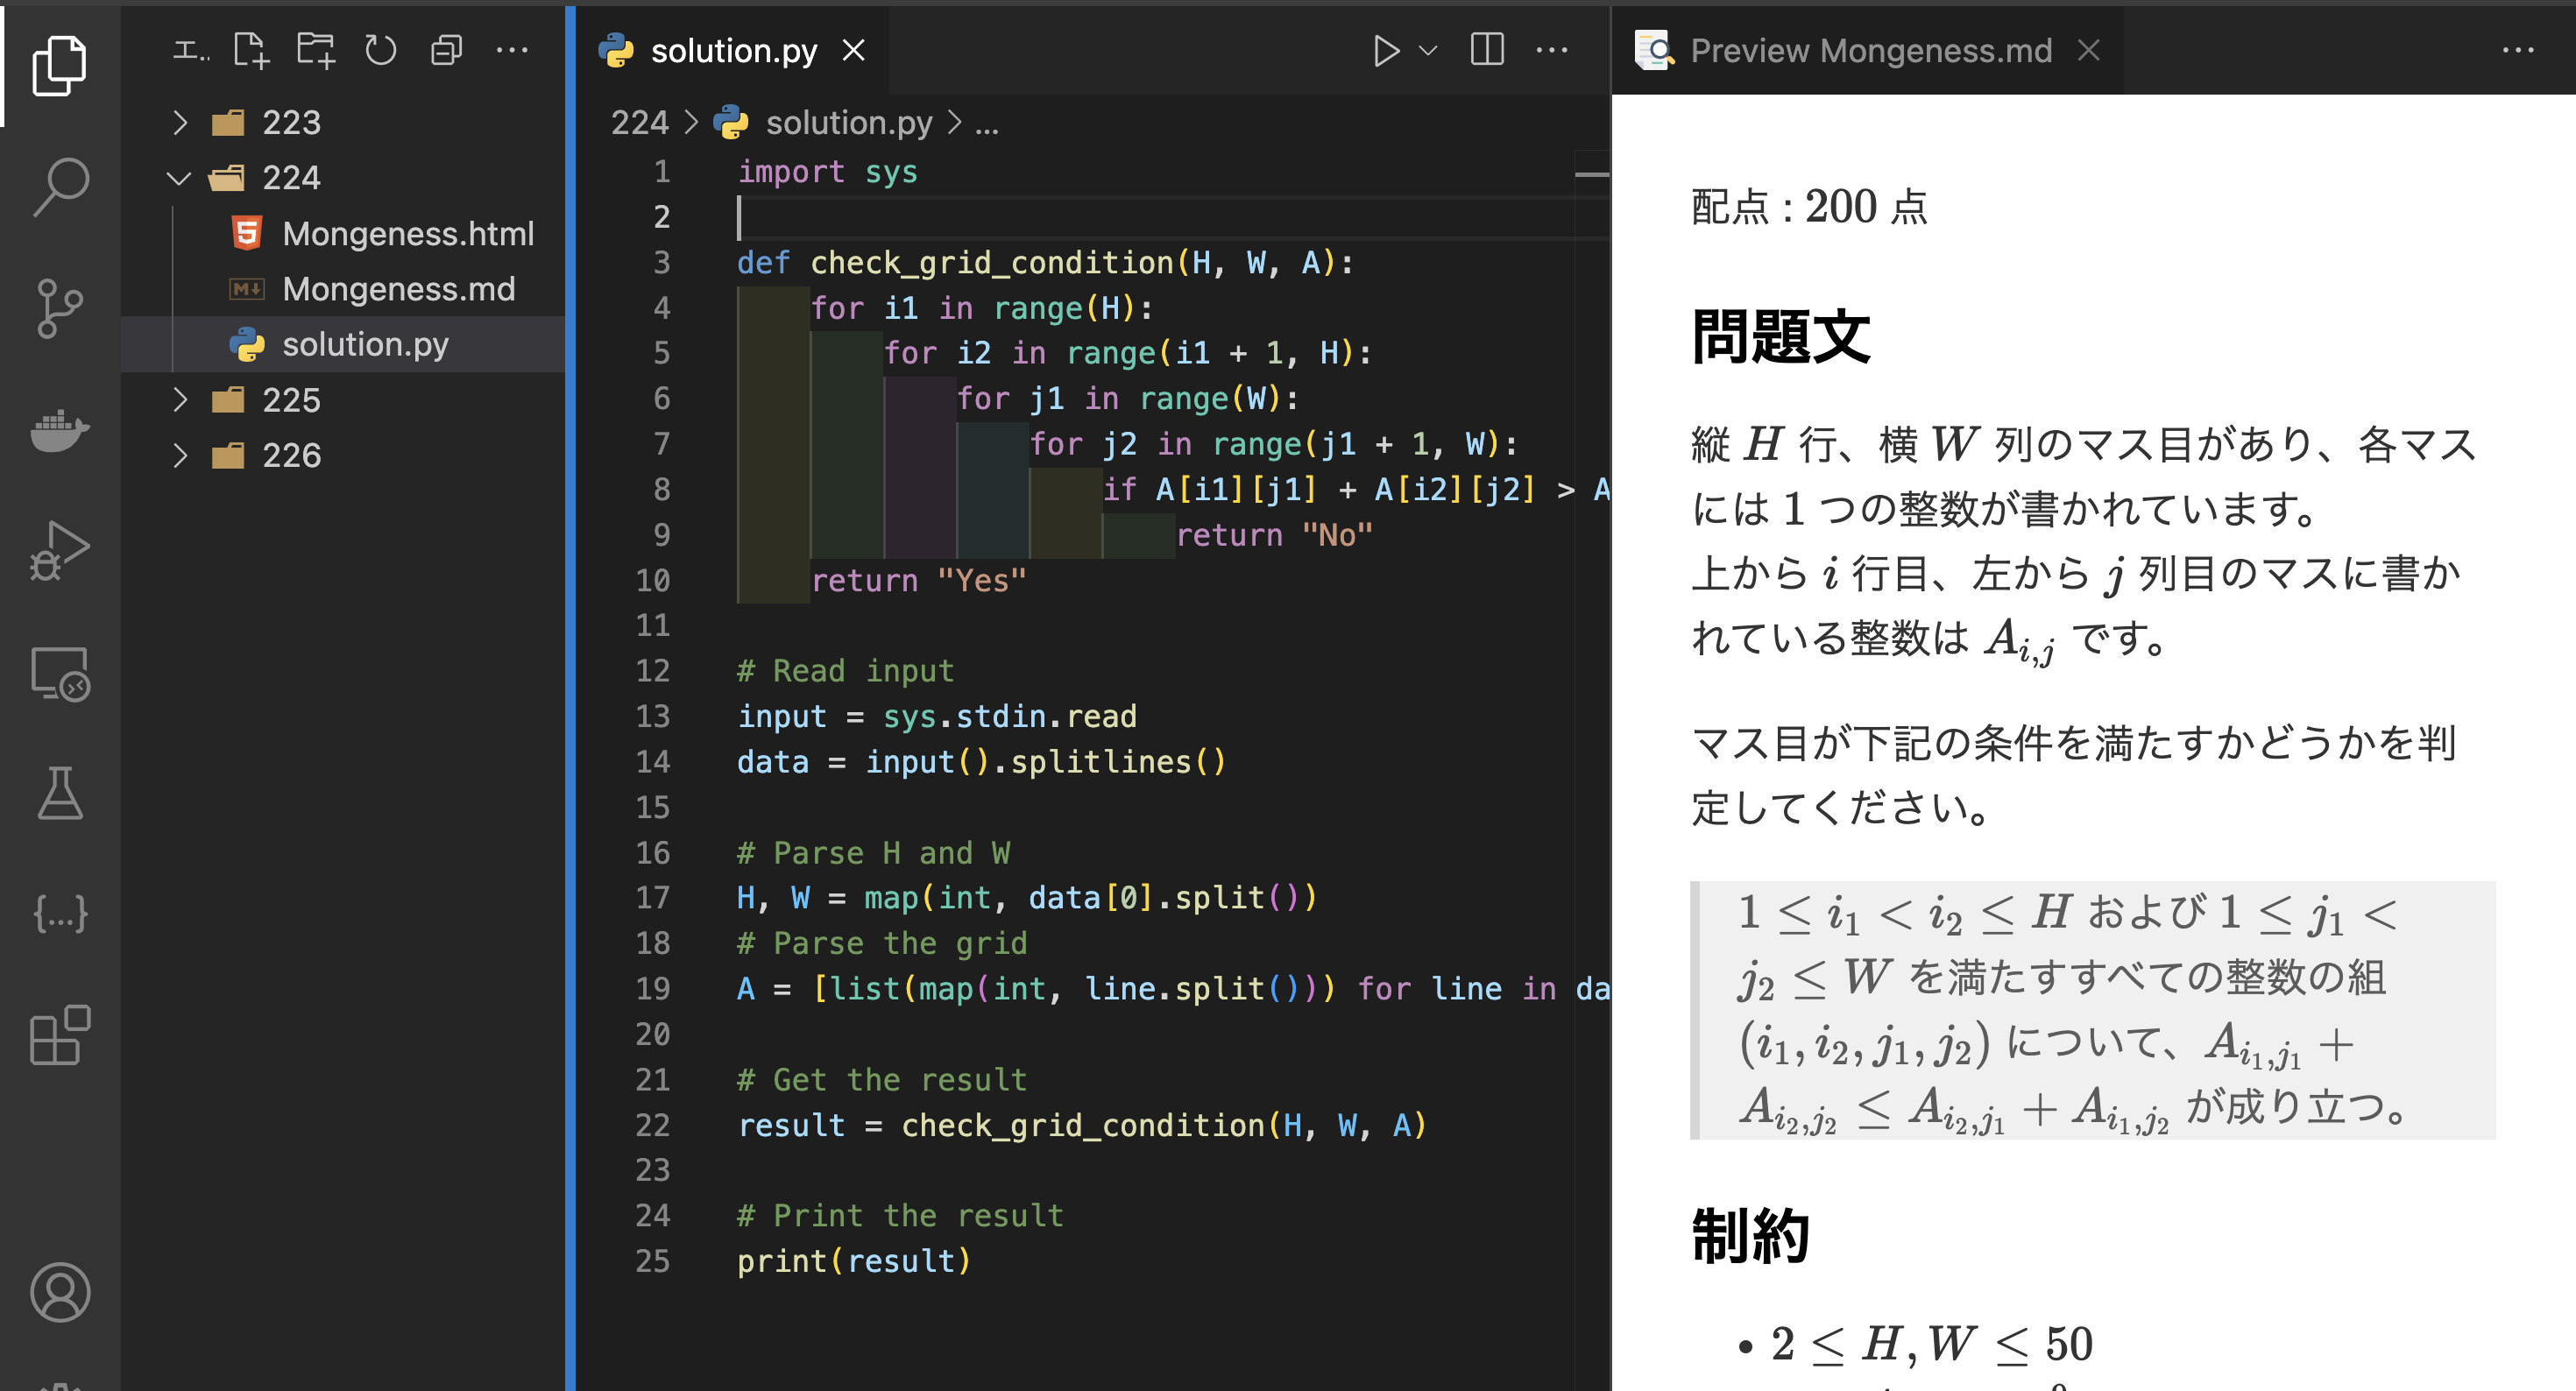 エ..
223
224
Mongeness.html
Mongeness.md
solution.py
225
226
solution.py
224 > solution.py > ...
1 import sys
2
3 def check_grid_condition(H, W, A):
4 for i1 in range(H):
5 for i2 in range(i1 + 1, H):
6 for j1 in range(W):
7 for j2 in range(j1 + 1, W):
8 if A[i1][j1] + A[i2][j2] > A
9 return "No"
10 return "Yes"
11
12 # Read input
13 input = sys.stdin.read
14 data = input().splitlines()
15
16 # Parse H and W
17 H, W = map(int, data[0].split())
18 # Parse the grid
19 A = [list(map(int, line.split())) for line in da
20
21 # Get the result
22 result = check_grid_condition(H, W, A)
23
24 # Print the result
25 print(result)
Preview Mongeness.md
配点 : 200 点
問題文
縦 H 行、横 W 列のマス目があり、各マス
には 1 つの整数が書かれています。
上から i 行目、左から j 列目のマスに書か
れている整数は A_{i,j} です。
マス目が下記の条件を満たすかどうかを判
定してください。
1 ≤ i_1 < i_2 ≤ H および 1 ≤ j_1 <
j_2 ≤ W を満たすすべての整数の組
(i_1, i_2, j_1, j_2) について、A_{i_1,j_1} +
A_{i_2,j_2} ≤ A_{i_2,j_1} + A_{i_1,j_2} が成り立つ。
制約
• 2 ≤ H, W ≤ 50